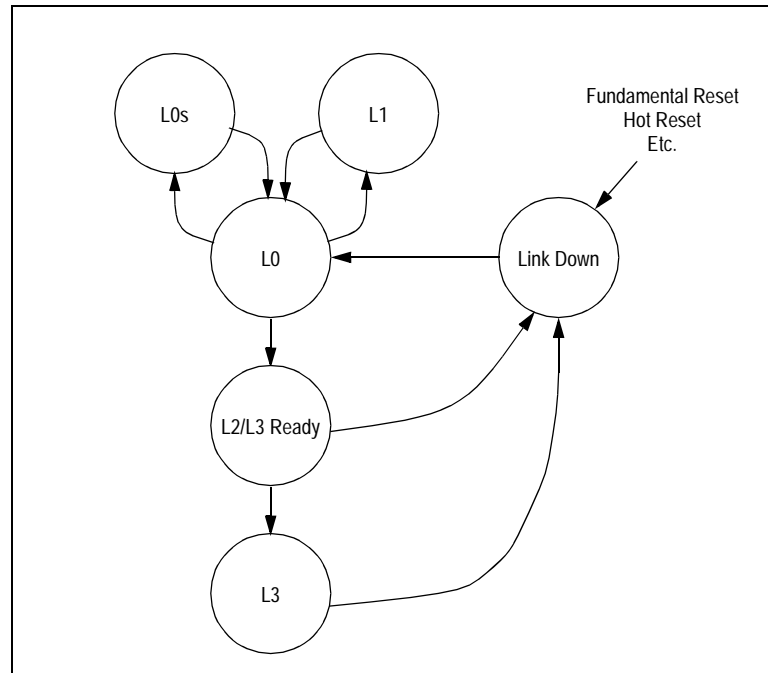 L0s
L1
Fundamental Reset
Hot Reset
Etc.
L0
Link Down
L2/L3 Ready
L3